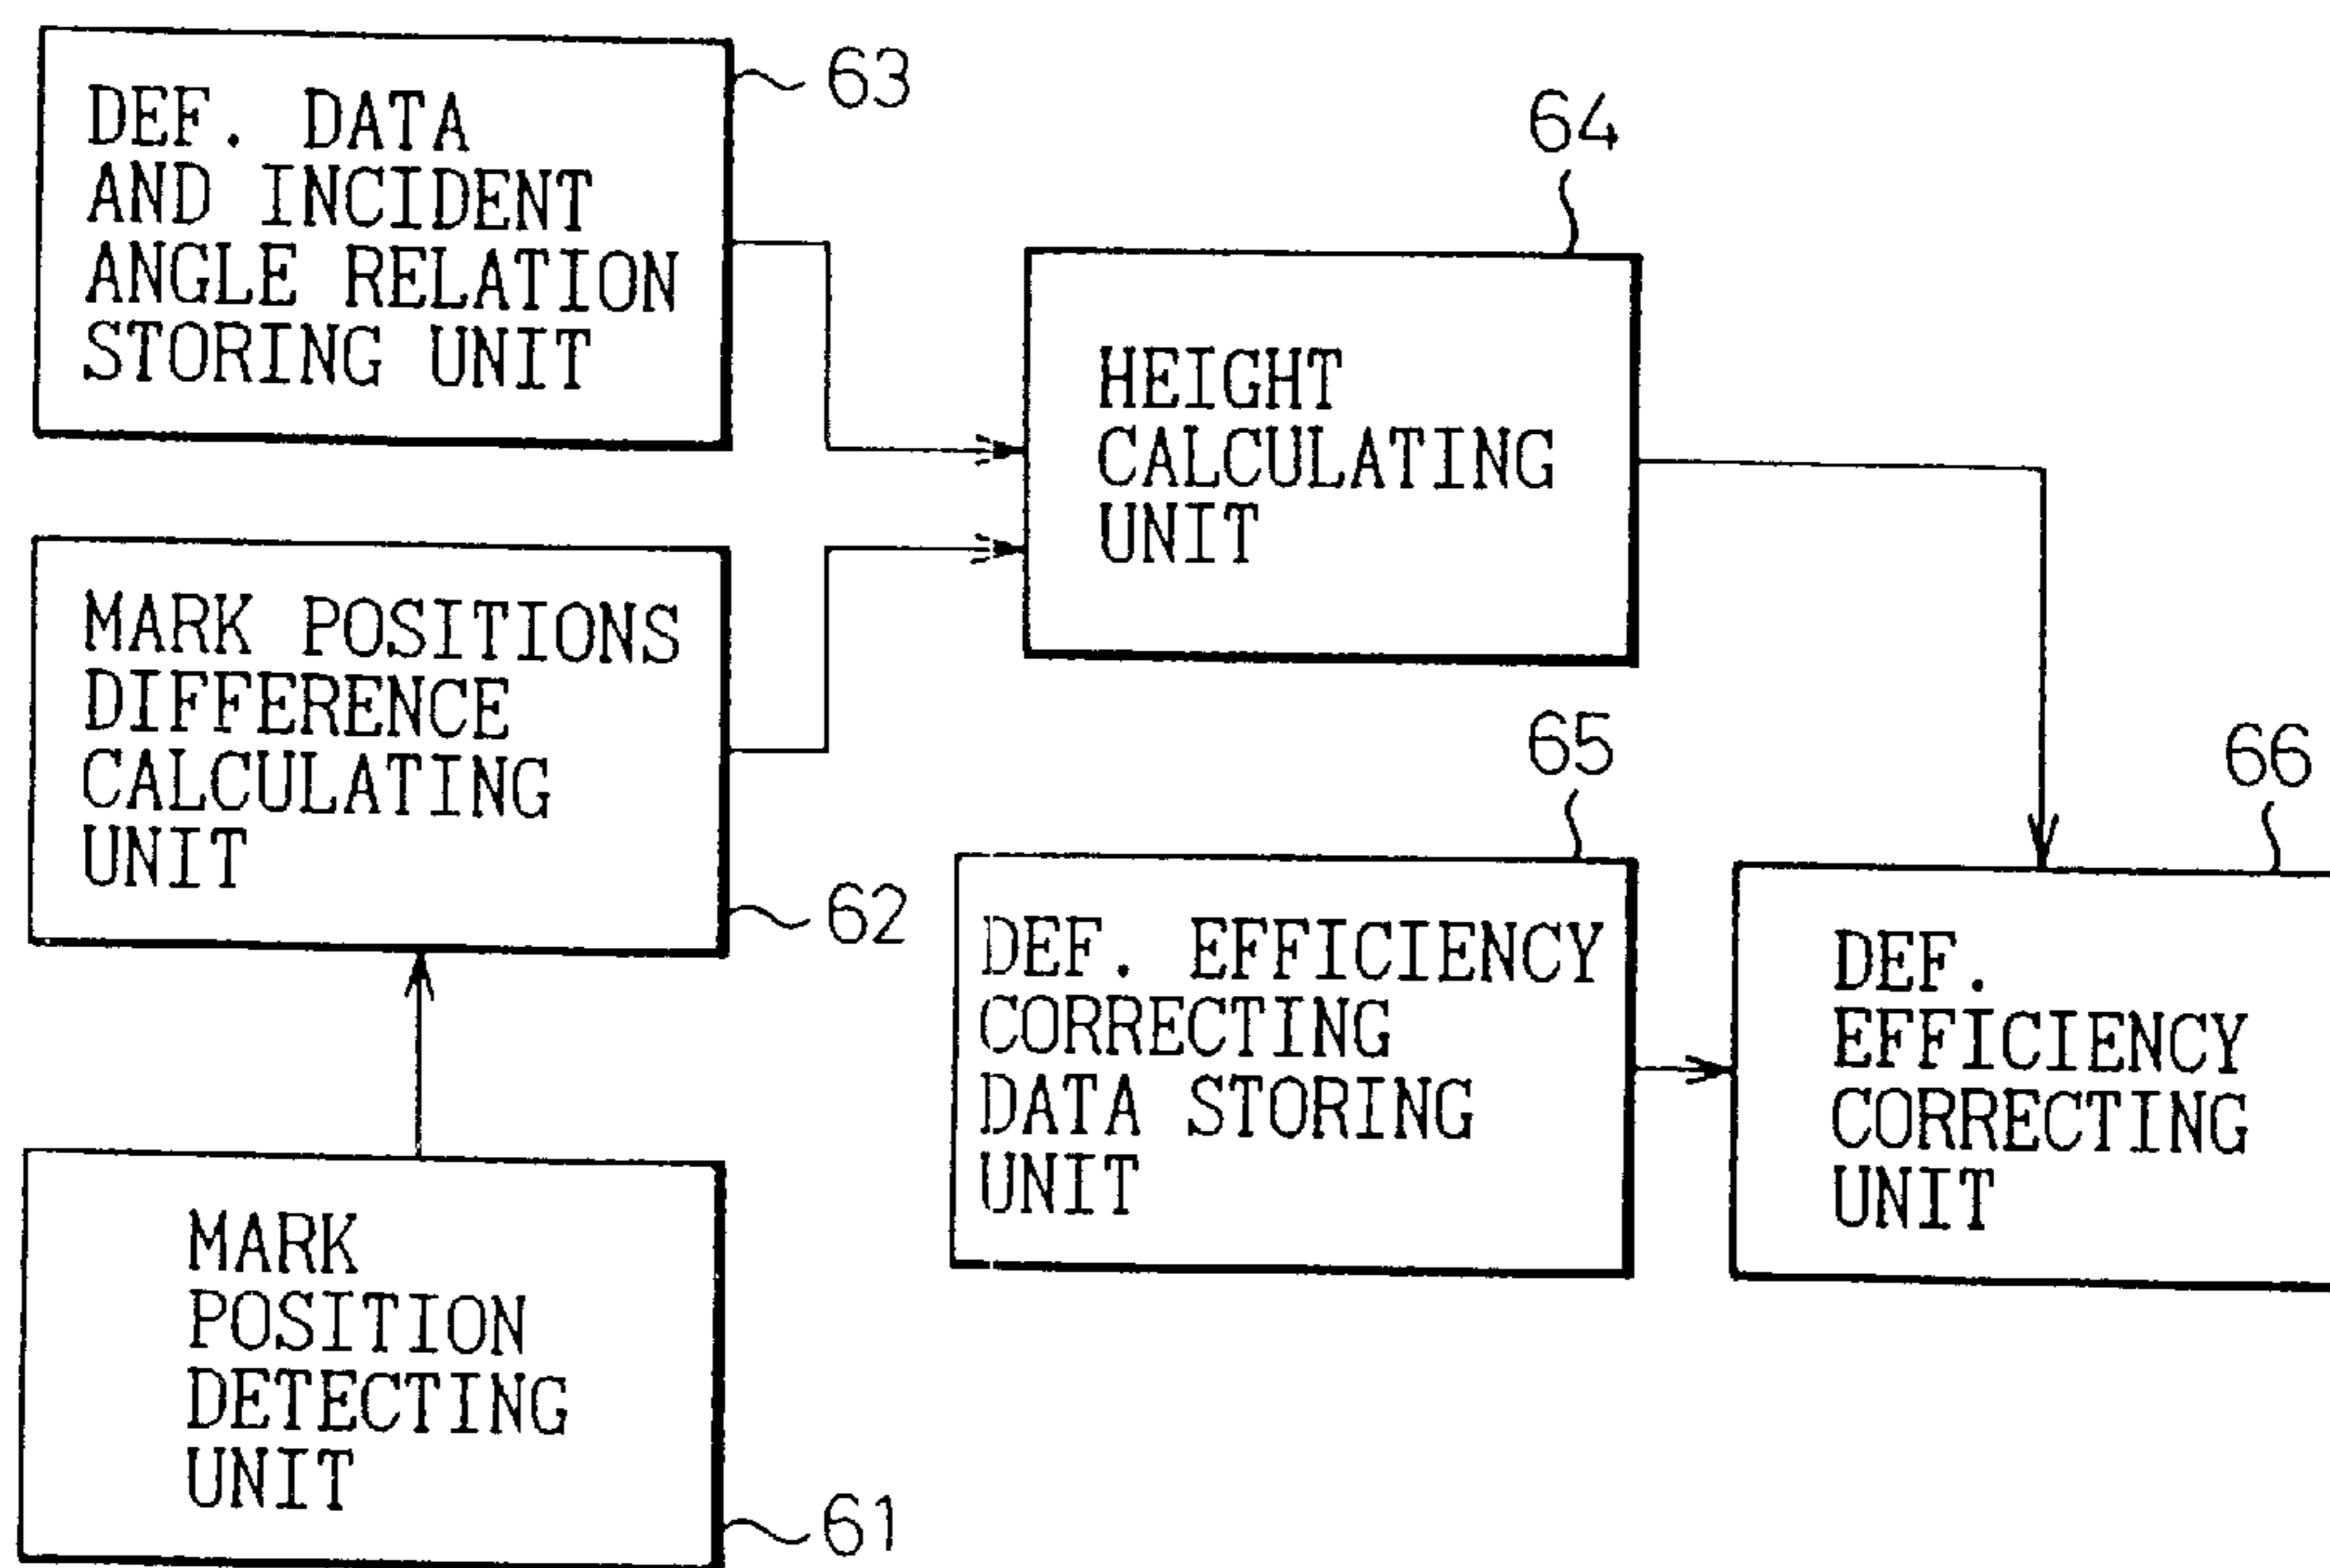 DEF. DATA
AND INCIDENT
ANGLE RELATION
STORING UNIT
63
MARK POSITIONS
DIFFERENCE
CALCULATING
UNIT
62
MARK
POSITION
DETECTING
UNIT
61
64
HEIGHT
CALCULATING
UNIT
65
DEF. EFFICIENCY
CORRECTING
DATA STORING
UNIT
66
DEF.
EFFICIENCY
CORRECTING
UNIT